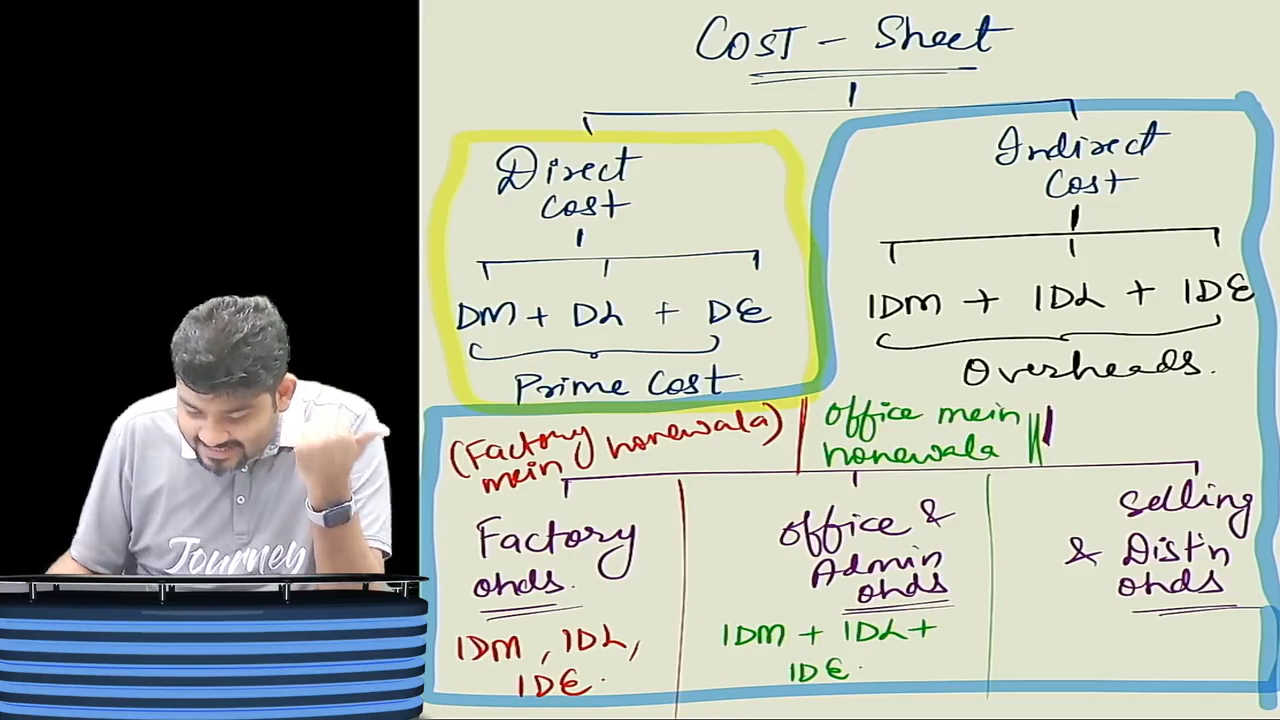 Cost - Sheet
Direct
Cost
Indirect
Cost
DM + DL + DE
IDM + IDL + IDE
Prime Cost.
Overheads.
(Factory honewala)
mein
office mein
honewala
Factory
ohds.
office &
Admin
ohds
Selling
& Distn
ohds
IDM, IDL,
IDE.
IDM + IDL +
IDE.
Journey